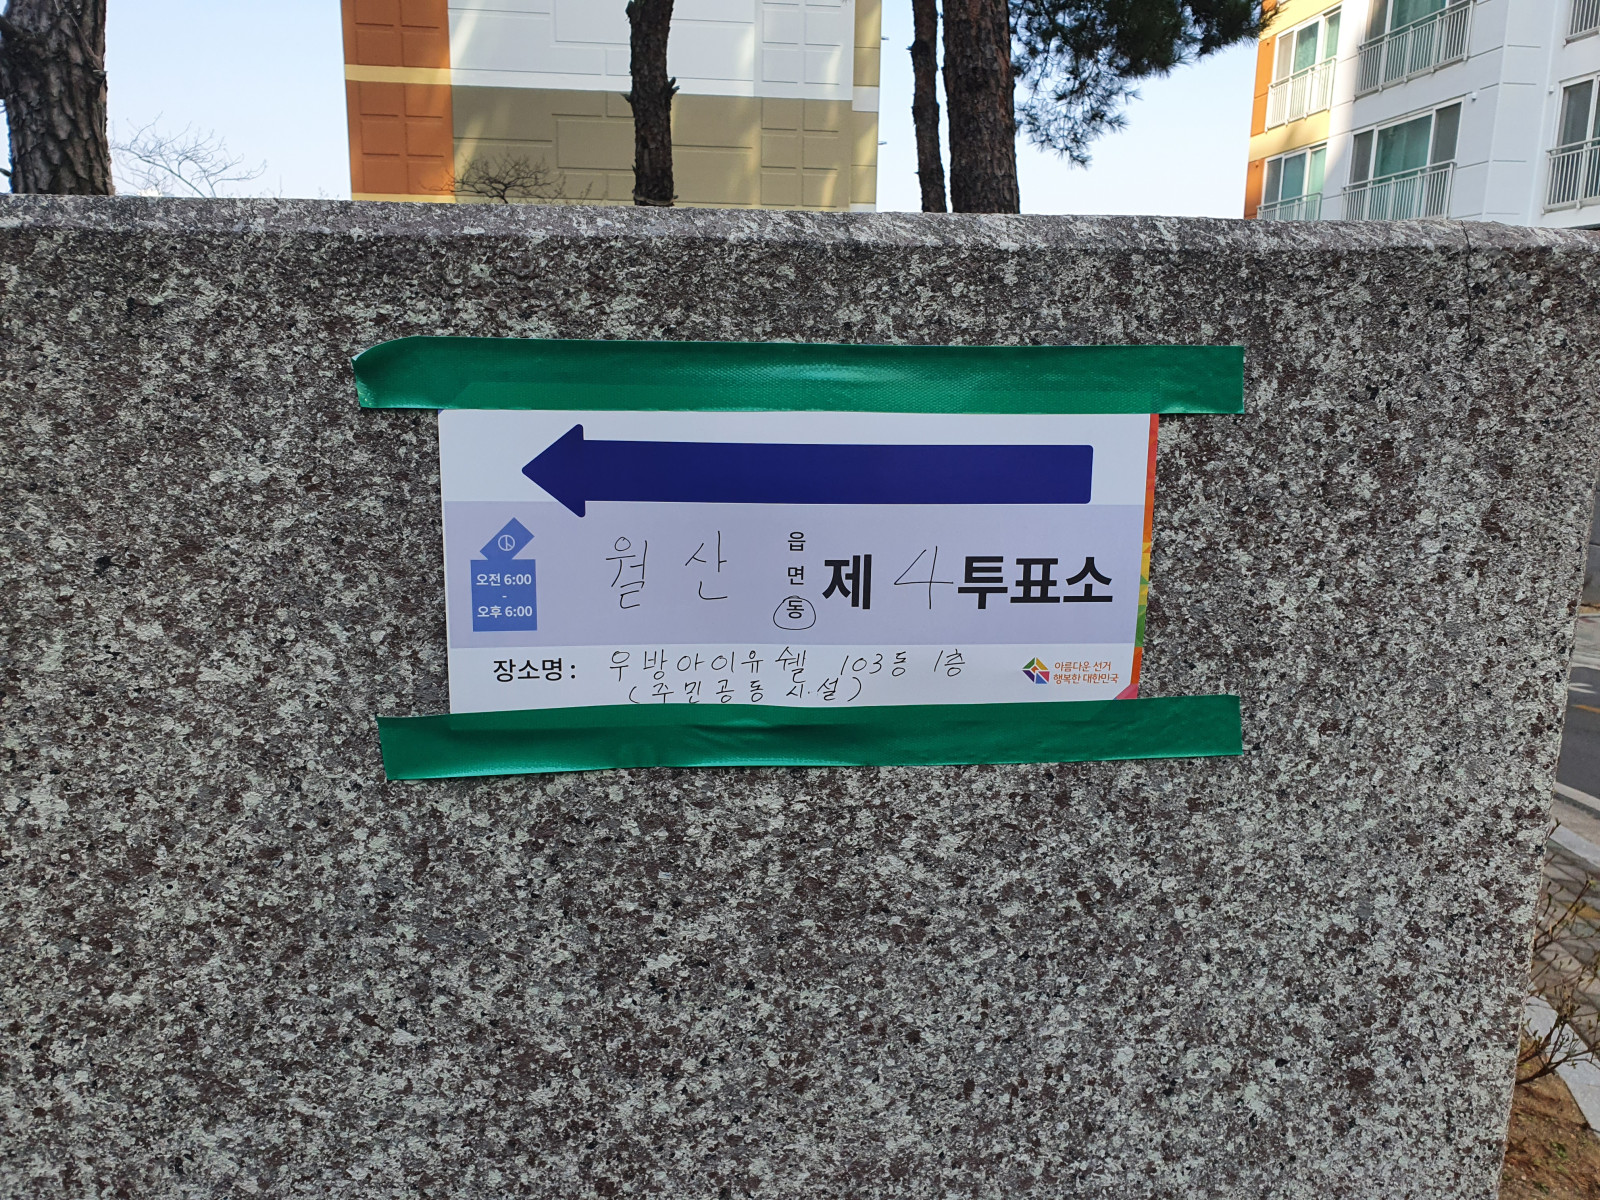 오전 6:00
-
오후 6:00
월산 읍 면 동 제 4 투표소
장소명: 우방아이유쉘 103동 1층
(주민공동시설)
아름다운 선거
행복한 대한민국